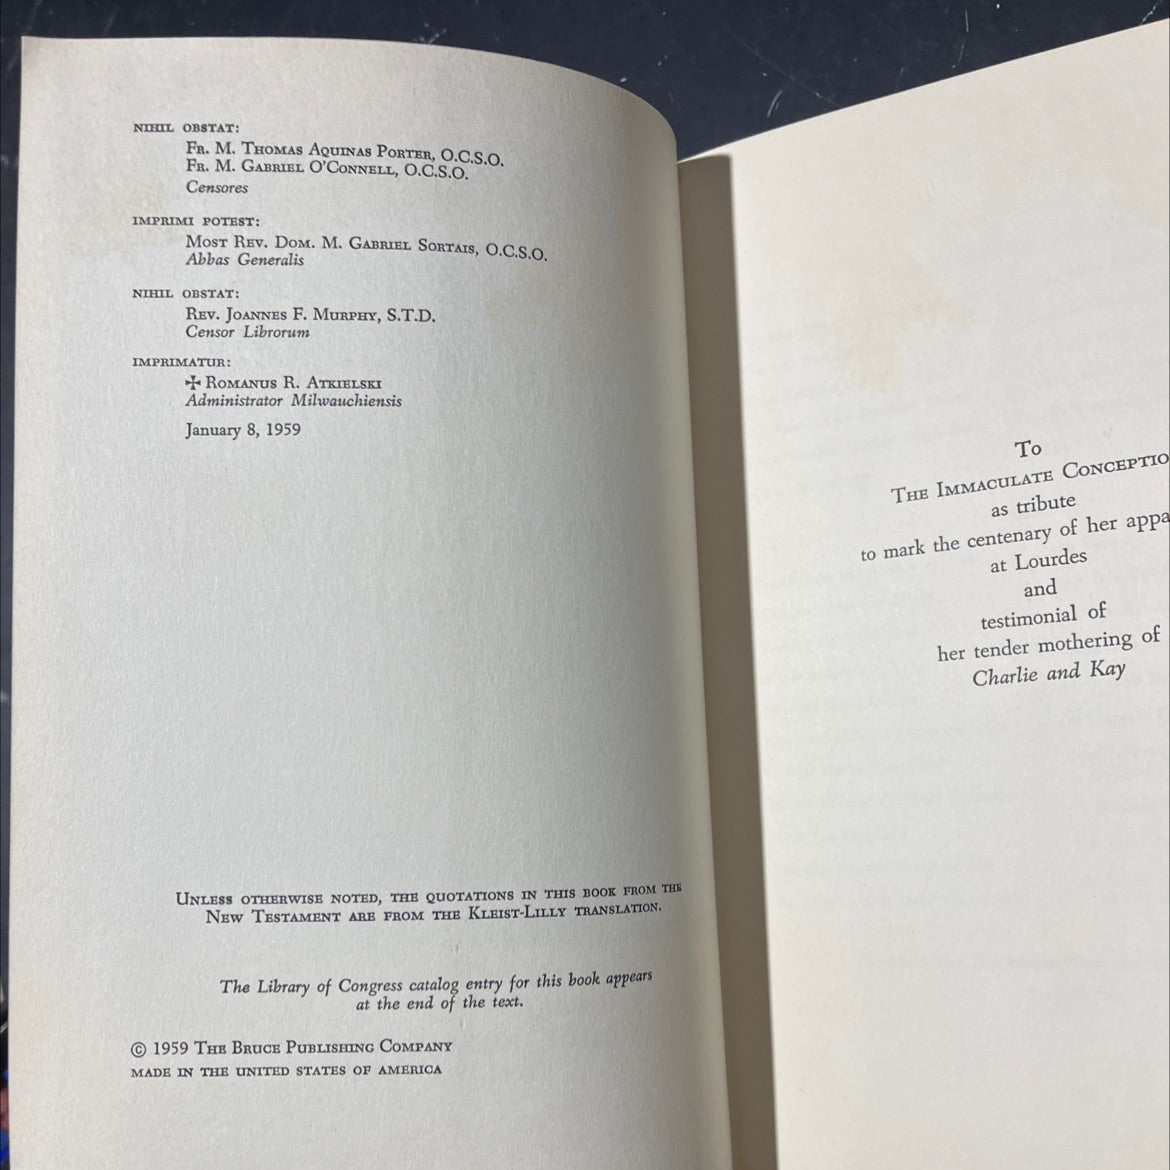 NIHIL OBSTAT:
FR. M. THOMAS AQUINAS PORTER, O.C.S.O.
FR. M. GABRIEL O'CONNELL, O.C.S.O.
Censores
IMPRIMI POTEST:
MOST REV. DOM. M. GABRIEL SORTAIS, O.C.S.O.
Abbas Generalis
NIHIL OBSTAT:
REV. JOANNES F. MURPHY, S.T.D.
Censor Librorum
IMPRIMATUR:
✠ ROMANUS R. ATKIELSKI
Administrator Milwauchiensis
January 8, 1959
UNLESS OTHERWISE NOTED, THE QUOTATIONS IN THIS BOOK FROM THE
NEW TESTAMENT ARE FROM THE KLEIST-LILLY TRANSLATION.
The Library of Congress catalog entry for this book appears
at the end of the text.
© 1959 THE BRUCE PUBLISHING COMPANY
MADE IN THE UNITED STATES OF AMERICA
To
THE IMMACULATE CONCEPTIO
as tribute
to mark the centenary of her appa
at Lourdes
and
testimonial of
her tender mothering of
Charlie and Kay